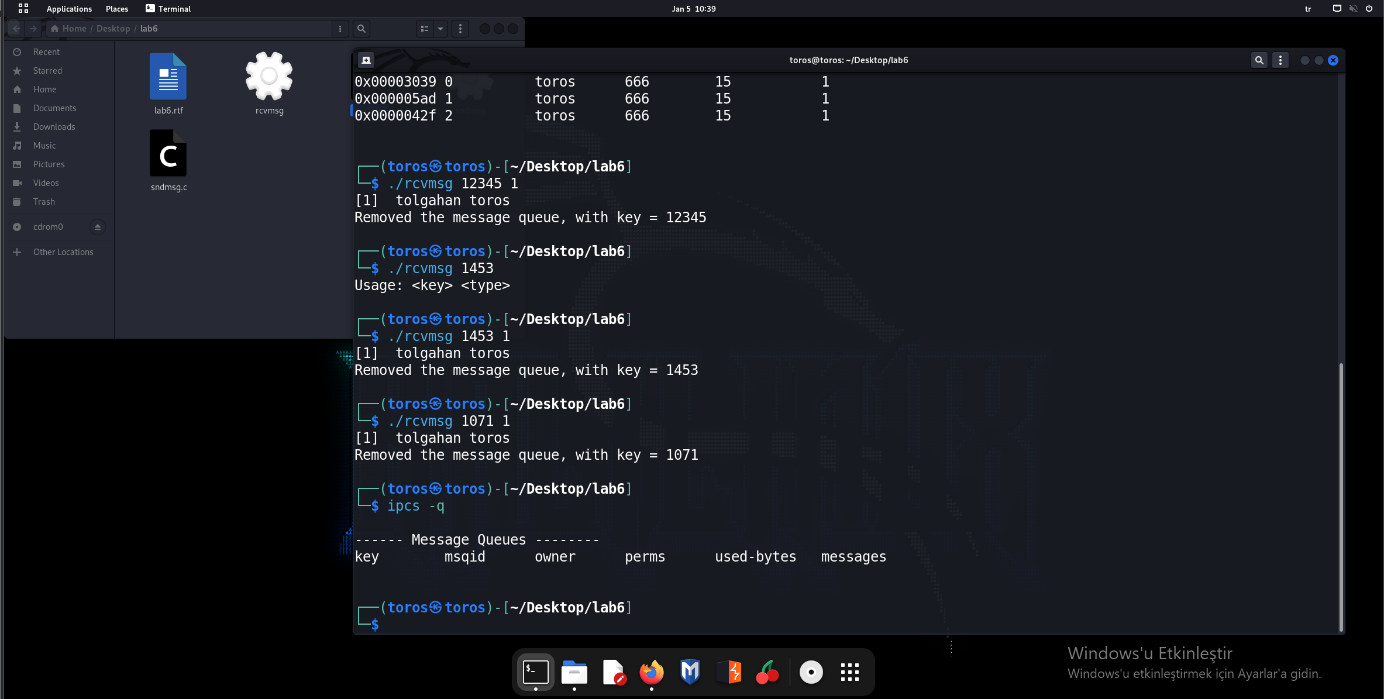 Applications Places Terminal Jan 5 10:39 tr
Home / Desktop / lab6
Recent
Starred
Home
Documents
Downloads
Music
Pictures
Videos
Trash
cdrom0
Other Locations
lab6.rtf
rcvmsg
C
sndmsg.c
toros@toros: ~/Desktop/lab6
0x00003039 0 toros 666 15 1
0x000005ad 1 toros 666 15 1
0x0000042f 2 toros 666 15 1
┌──(toros㉿toros)-[~/Desktop/lab6]
└─$ ./rcvmsg 12345 1
[1] tolgahan toros
Removed the message queue, with key = 12345
┌──(toros㉿toros)-[~/Desktop/lab6]
└─$ ./rcvmsg 1453
Usage: <key> <type>
┌──(toros㉿toros)-[~/Desktop/lab6]
└─$ ./rcvmsg 1453 1
[1] tolgahan toros
Removed the message queue, with key = 1453
┌──(toros㉿toros)-[~/Desktop/lab6]
└─$ ./rcvmsg 1071 1
[1] tolgahan toros
Removed the message queue, with key = 1071
┌──(toros㉿toros)-[~/Desktop/lab6]
└─$ ipcs -q
------ Message Queues --------
key msqid owner perms used-bytes messages
┌──(toros㉿toros)-[~/Desktop/lab6]
└─$
Windows'u Etkinleştir
Windows'u etkinleştirmek için Ayarlar'a gidin.